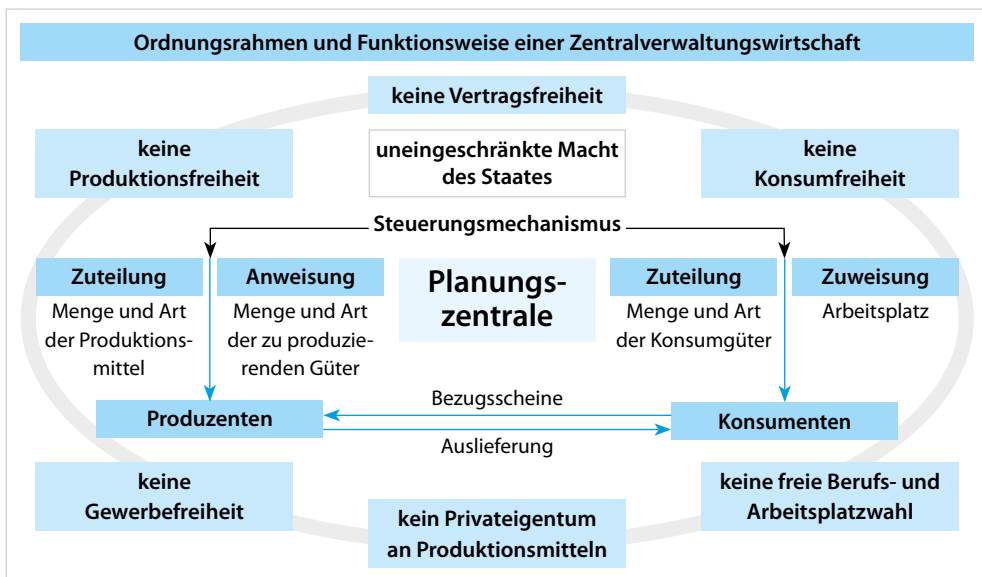 Ordnungsrahmen und Funktionsweise einer Zentralverwaltungswirtschaft
keine Vertragsfreiheit
keine
Produktionsfreiheit
uneingeschränkte Macht
des Staates
keine
Konsumfreiheit
Steuerungsmechanismus
Zuteilung
Menge und Art
der Produktions-
mittel
Anweisung
Menge und Art
der zu produzie-
renden Güter
Planungs-
zentrale
Zuteilung
Menge und Art
der Konsumgüter
Zuweisung
Arbeitsplatz
Produzenten
Bezugsscheine
Auslieferung
Konsumenten
keine
Gewerbefreiheit
kein Privateigentum
an Produktionsmitteln
keine freie Berufs- und
Arbeitsplatzwahl